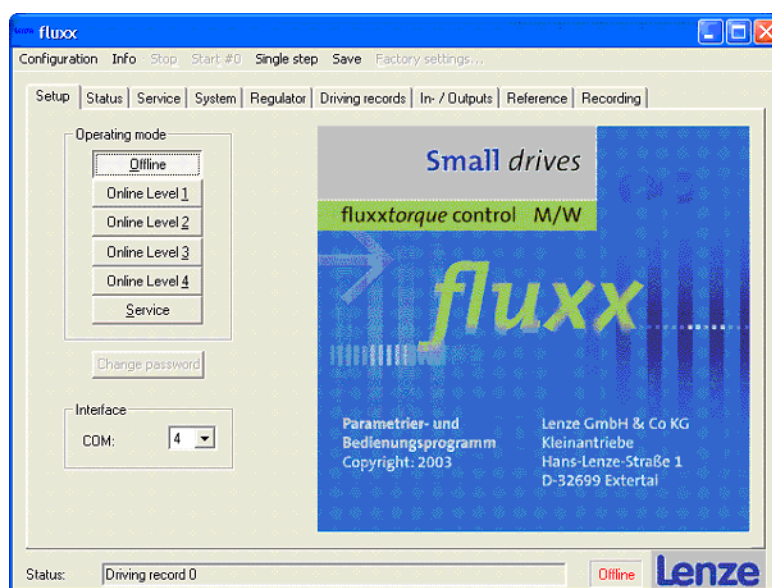 fluxx
Configuration Info Stop Start #0 Single step Save Factory settings...
Setup Status Service System Regulator Driving records In- / Outputs Reference Recording
Operating mode
Offline
Online Level 1
Online Level 2
Online Level 3
Online Level 4
Service
Change password
Interface
COM: 4
Small drives
fluxxtorque control M/W
fluxx
Parametrier- und
Bedienungsprogramm
Copyright: 2003
Lenze GmbH & Co KG
Kleinantriebe
Hans-Lenze-Straße 1
D-32699 Extertal
Status: Driving record 0 Offline Lenze